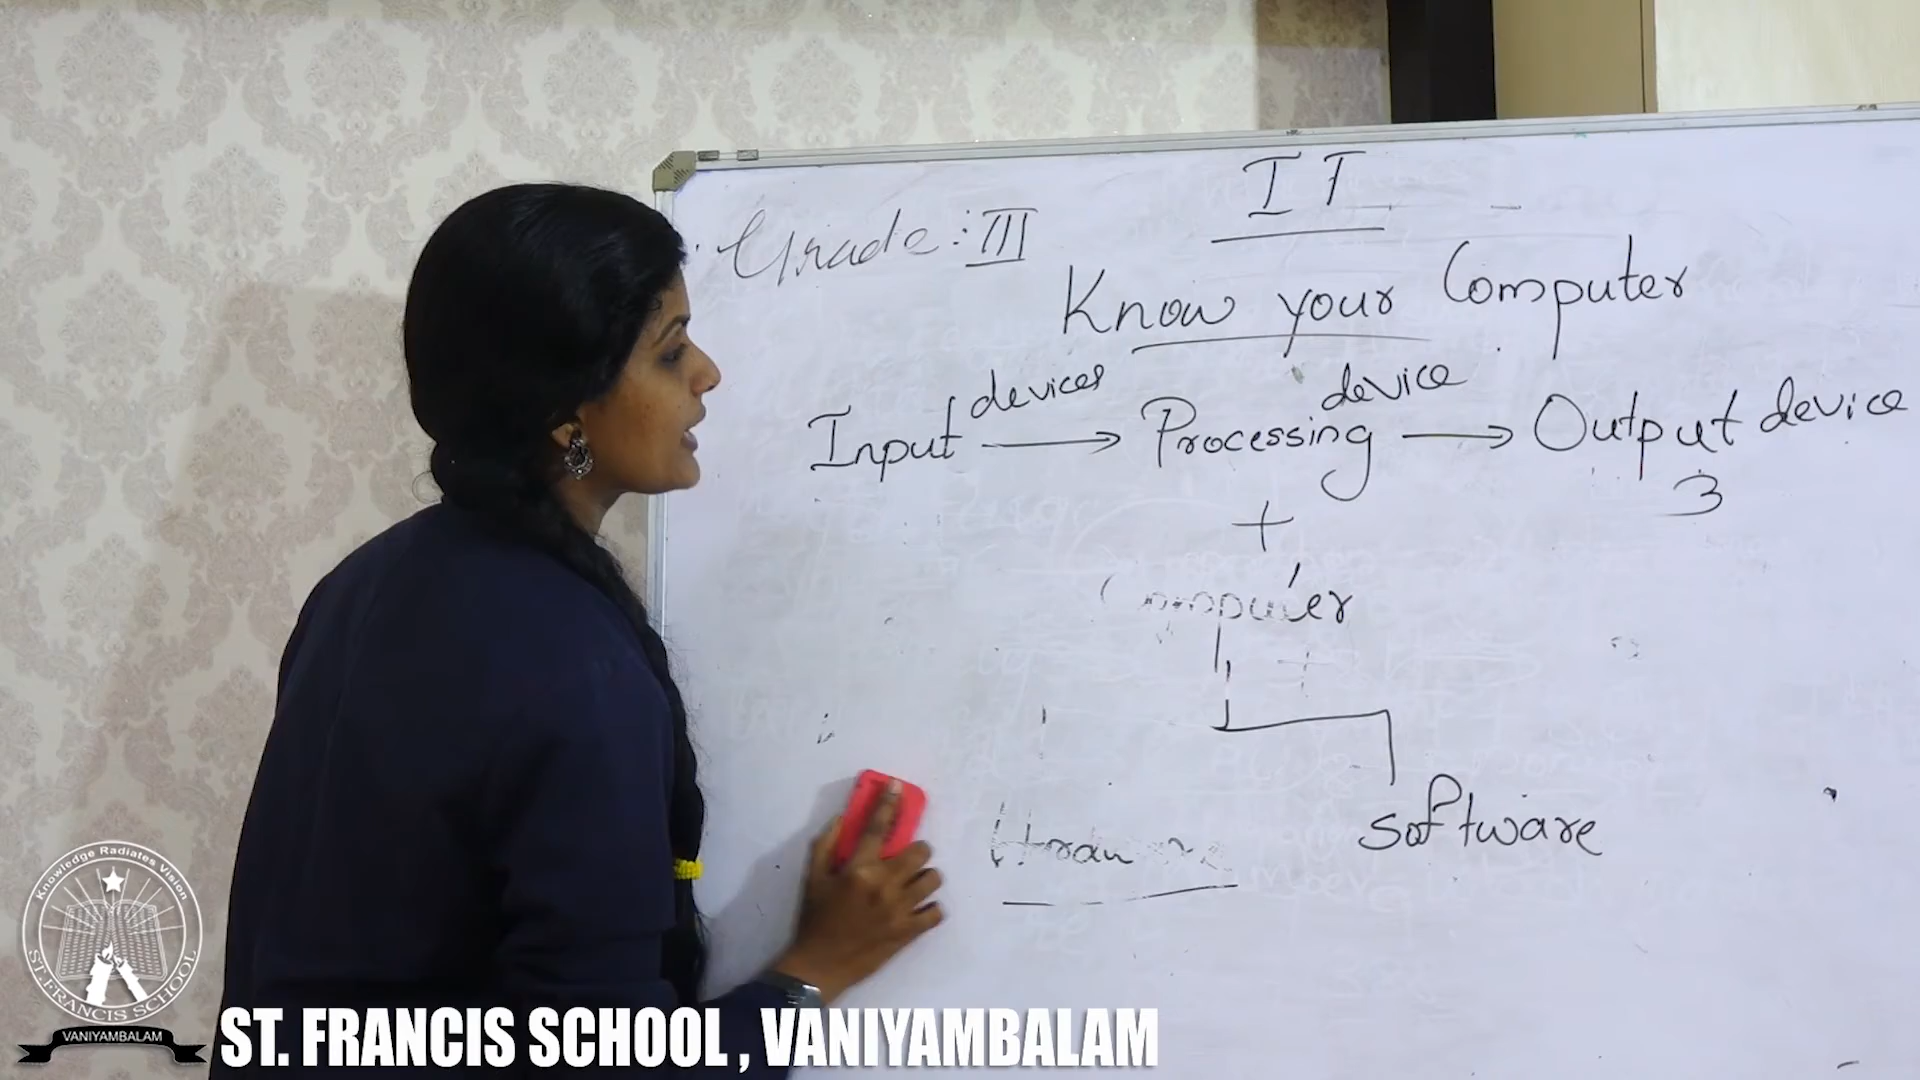 IT
Grade : III
Know your Computer
Input devices → Processing device → Output device
3
+
Computer
Software
Knowledge Radiates Vision
ST. FRANCIS SCHOOL
VANIYAMBALAM
ST. FRANCIS SCHOOL , VANIYAMBALAM